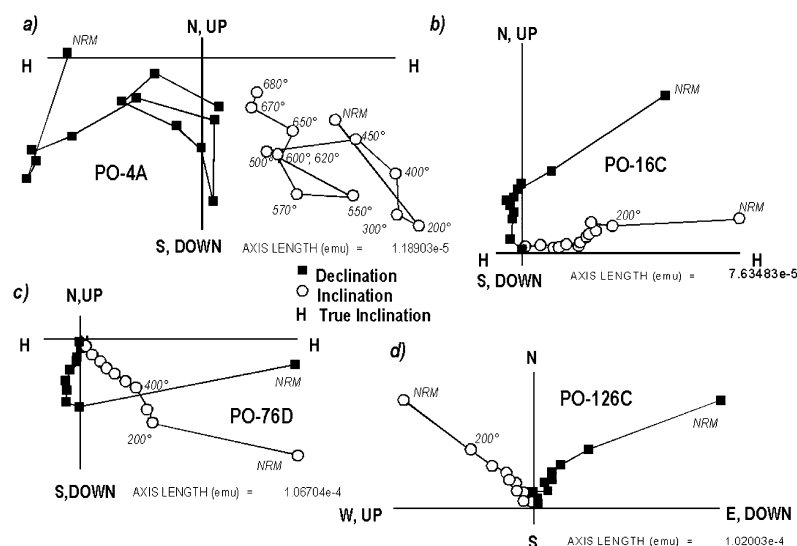 a)
N, UP
H
NRM
H
680°
670°
650°
NRM
450°
500°
600°, 620°
400°
570°
550°
300°
200°
PO-4A
S, DOWN
AXIS LENGTH (emu) = 1.18903e-5
b)
N, UP
NRM
PO-16C
200°
NRM
H
H
S, DOWN
AXIS LENGTH (emu) = 7.63483e-5
Declination
Inclination
H True Inclination
c)
N,UP
H
H
NRM
400°
PO-76D
200°
NRM
S,DOWN
AXIS LENGTH (emu) = 1.06704e-4
d)
N
NRM
PO-126C
NRM
200°
W, UP
E, DOWN
S
AXIS LENGTH (emu) = 1.02003e-4